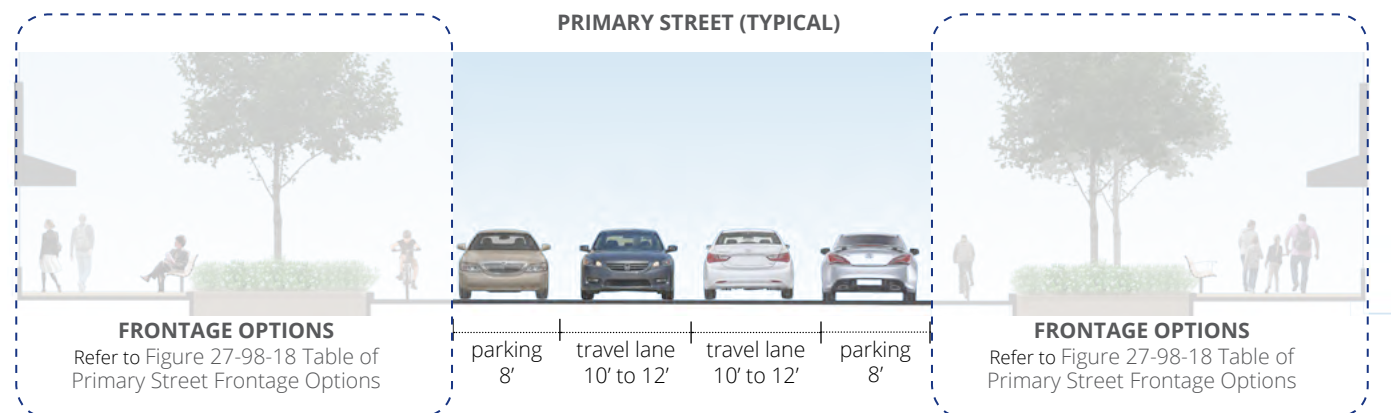 PRIMARY STREET (TYPICAL)
FRONTAGE OPTIONS
Refer to Figure 27-98-18 Table of
Primary Street Frontage Options
parking
8’
travel lane
10’ to 12’
travel lane
10’ to 12’
parking
8’
FRONTAGE OPTIONS
Refer to Figure 27-98-18 Table of
Primary Street Frontage Options